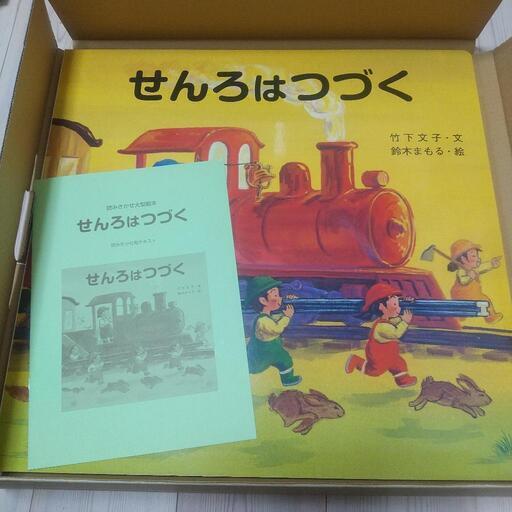 せんろはつづく
竹下文子・文
鈴木まもる・絵
読みきかせ大型絵本
せんろはつづく
読みきかせ用テキスト
せんろはつづく